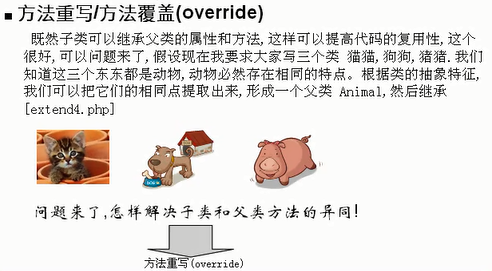 ■ 方法重写/方法覆盖(override)
既然子类可以继承父类的属性和方法,这样可以提高代码的复用性,这个
很好,可以问题来了,假设现在我要求大家写三个类 猫猫,狗狗,猪猪.我们
知道这三个东东都是动物,动物必然存在相同的特点。根据类的抽象特征,
我们可以把它们的相同点提取出来,形成一个父类 Animal,然后继承
[extend4.php]
问题来了,怎样解决子类和父类方法的异同!
方法重写(override)